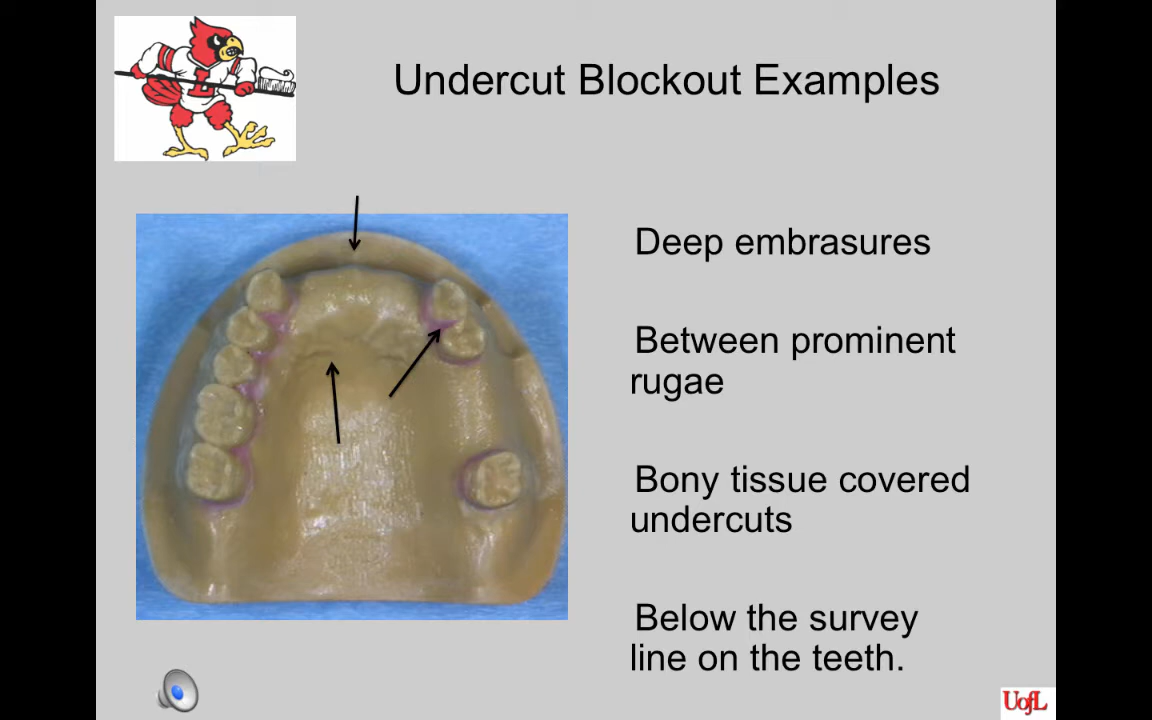 Undercut Blockout Examples
Deep embrasures
Between prominent
rugae
Bony tissue covered
undercuts
Below the survey
line on the teeth.
UofL